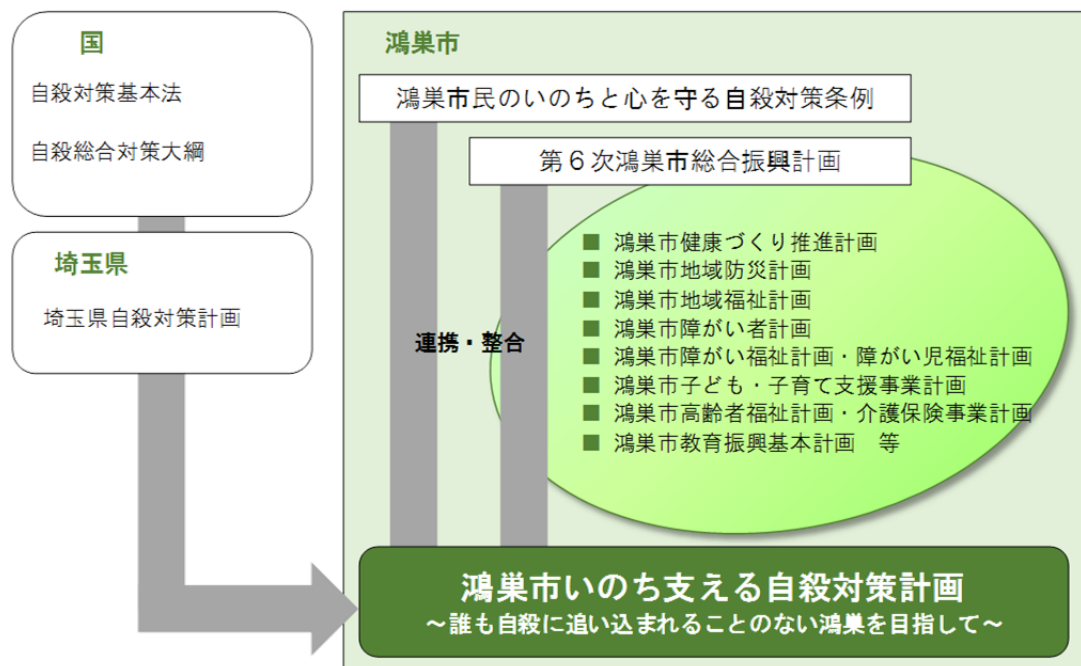 国
自殺対策基本法
自殺総合対策大綱
埼玉県
埼玉県自殺対策計画
鴻巣市
鴻巣市民のいのちと心を守る自殺対策条例
第6次鴻巣市総合振興計画
■ 鴻巣市健康づくり推進計画
■ 鴻巣市地域防災計画
■ 鴻巣市地域福祉計画
■ 鴻巣市障がい者計画
■ 鴻巣市障がい福祉計画・障がい児福祉計画
■ 鴻巣市子ども・子育て支援事業計画
■ 鴻巣市高齢者福祉計画・介護保険事業計画
■ 鴻巣市教育振興基本計画 等
連携・整合
鴻巣市いのち支える自殺対策計画
～誰も自殺に追い込まれることのない鴻巣を目指して～